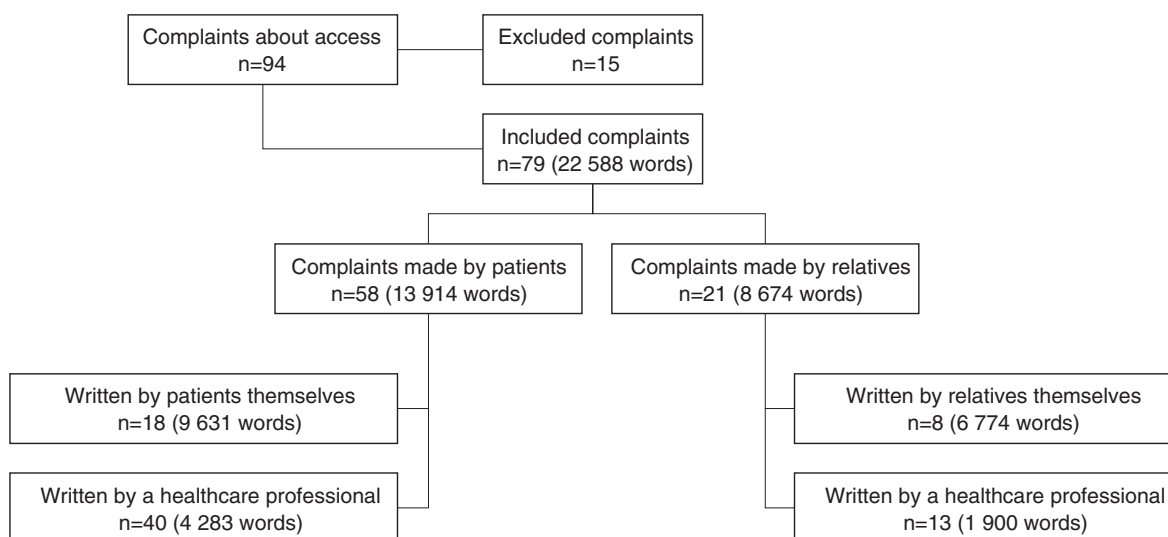 Complaints about access
n=94
Excluded complaints
n=15
Included complaints
n=79 (22 588 words)
Complaints made by patients
n=58 (13 914 words)
Complaints made by relatives
n=21 (8 674 words)
Written by patients themselves
n=18 (9 631 words)
Written by relatives themselves
n=8 (6 774 words)
Written by a healthcare professional
n=40 (4 283 words)
Written by a healthcare professional
n=13 (1 900 words)